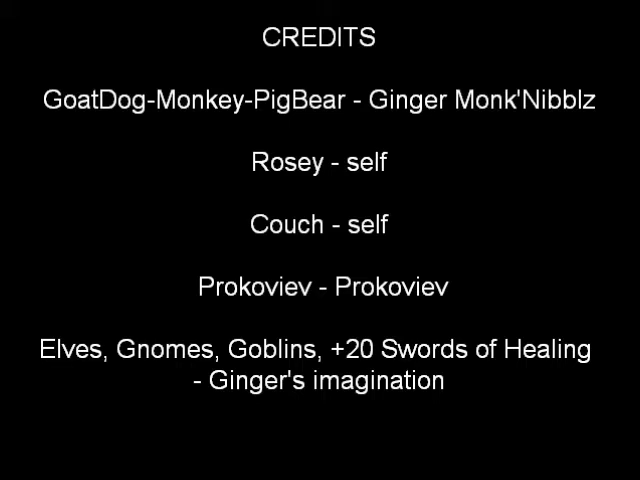 CREDITS
GoatDog-Monkey-PigBear - Ginger Monk'Nibblz
Rosey - self
Couch - self
Prokoviev - Prokoviev
Elves, Gnomes, Goblins, +20 Swords of Healing
- Ginger's imagination